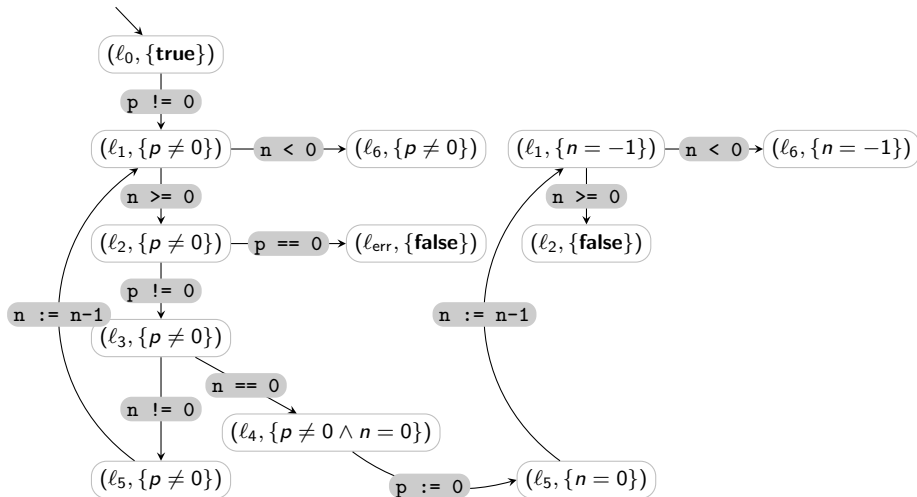 (ℓ0, {true})
p != 0
(ℓ1, {p ≠ 0}) n < 0 (ℓ6, {p ≠ 0}) (ℓ1, {n = −1}) n < 0 (ℓ6, {n = −1})
n >= 0 n >= 0
(ℓ2, {p ≠ 0}) p == 0 (ℓerr, {false}) (ℓ2, {false})
p != 0
n := n-1 n := n-1
(ℓ3, {p ≠ 0})
n == 0
n != 0
(ℓ4, {p ≠ 0 ∧ n = 0})
(ℓ5, {p ≠ 0}) (ℓ5, {n = 0})
p := 0